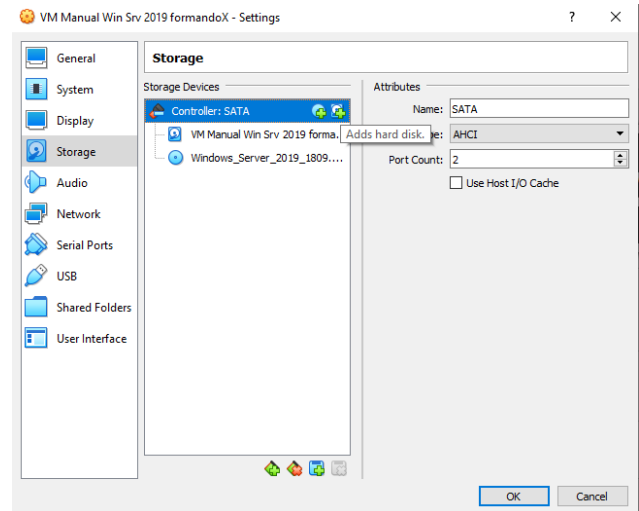 VM Manual Win Srv 2019 formandoX - Settings
?
General
System
Display
Storage
Audio
Network
Serial Ports
USB
Shared Folders
User Interface
Storage
Storage Devices
Controller: SATA
VM Manual Win Srv 2019 forma...
Windows_Server_2019_1809....
Adds hard disk.
Attributes
Name: SATA
pe: AHCI
Port Count: 2
Use Host I/O Cache
OK
Cancel